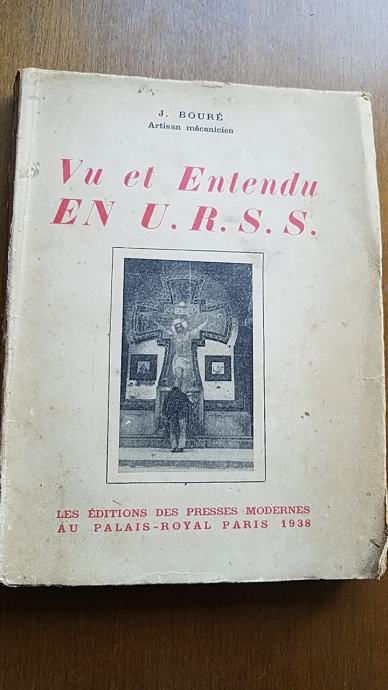 J. BOURÉ
Artisan mécanicien
Vu et Entendu
EN U.R.S.S.
LES ÉDITIONS DES PRESSES MODERNES
AU PALAIS-ROYAL PARIS 1938